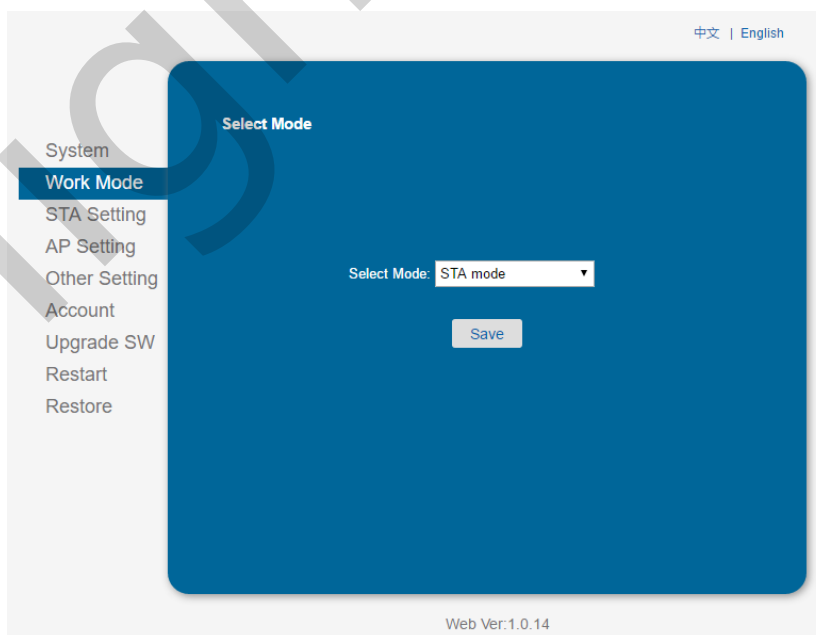 中文 | English
Select Mode
System
Work Mode
STA Setting
AP Setting
Other Setting
Account
Upgrade SW
Restart
Restore
Select Mode: STA mode
Save
Web Ver:1.0.14